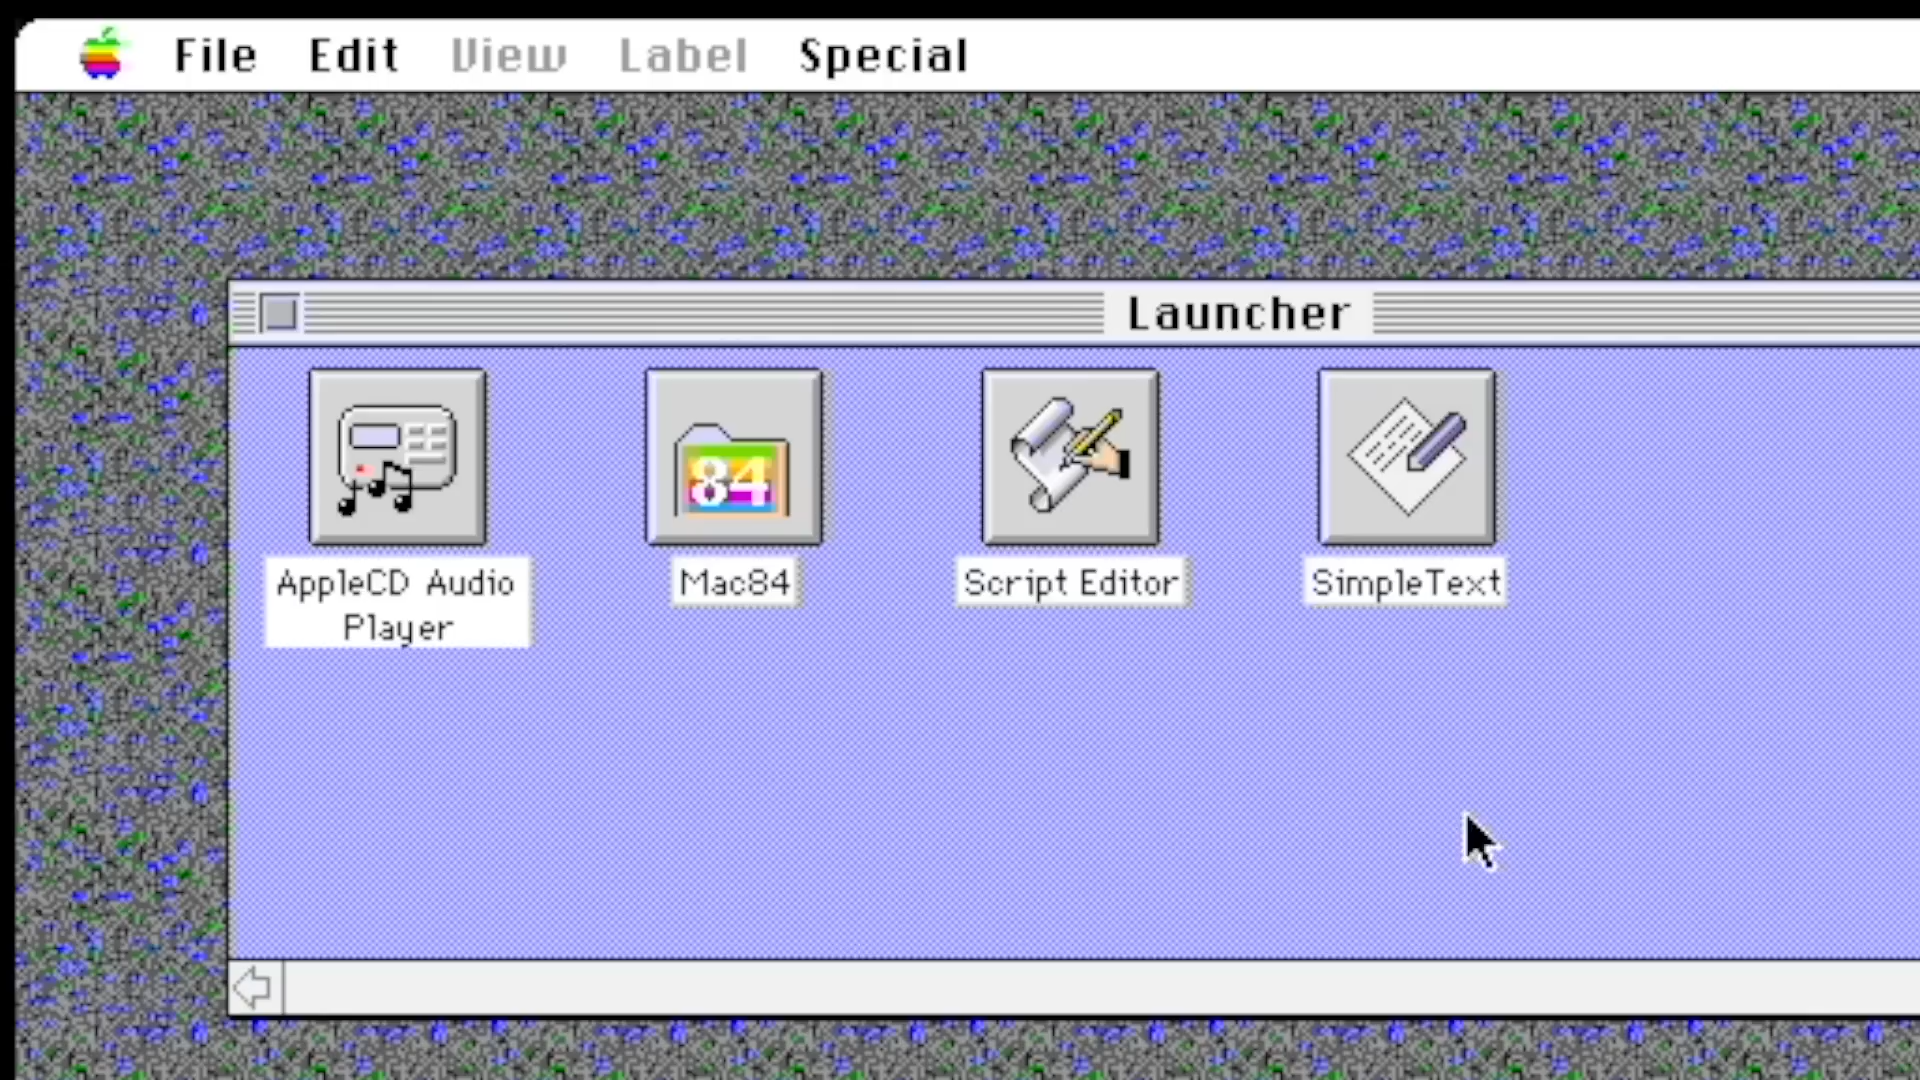 File Edit View Label Special
Launcher
84
AppleCD Audio
Player
Mac84
Script Editor
SimpleText